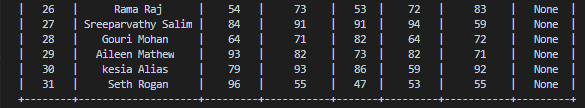 | 26 | Rama Raj | 54 | 73 | 53 | 72 | 83 | None |
| 27 | Sreeparvathy Salim | 84 | 91 | 91 | 94 | 59 | None |
| 28 | Gouri Mohan | 64 | 71 | 82 | 64 | 72 | None |
| 29 | Aileen Mathew | 93 | 82 | 73 | 82 | 71 | None |
| 30 | kesia Alias | 79 | 93 | 86 | 59 | 92 | None |
| 31 | Seth Rogan | 96 | 55 | 47 | 53 | 55 | None |